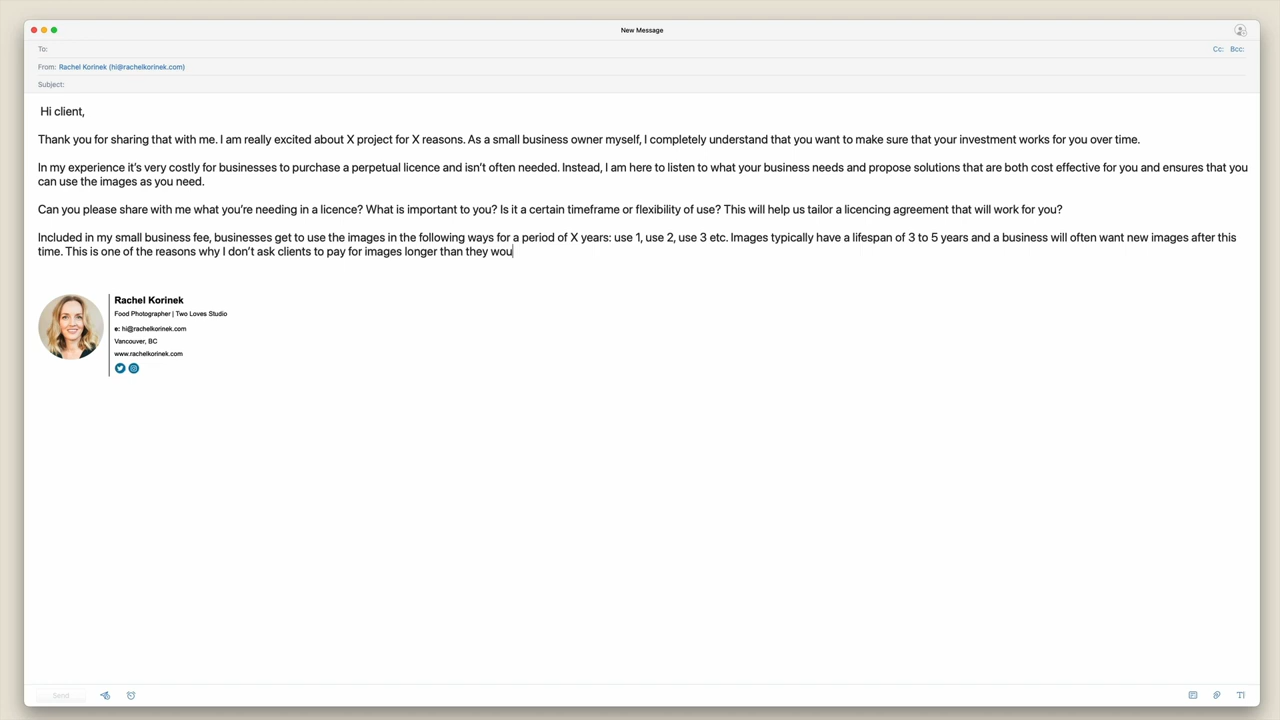 New Message
To:
Cc: Bcc:
From: Rachel Korinek (hi@rachelkorinek.com)
Subject:
Hi client,
Thank you for sharing that with me. I am really excited about X project for X reasons. As a small business owner myself, I completely understand that you want to make sure that your investment works for you over time.
In my experience it's very costly for businesses to purchase a perpetual licence and isn't often needed. Instead, I am here to listen to what your business needs and propose solutions that are both cost effective for you and ensures that you
can use the images as you need.
Can you please share with me what you're needing in a licence? What is important to you? Is it a certain timeframe or flexibility of use? This will help us tailor a licencing agreement that will work for you?
Included in my small business fee, businesses get to use the images in the following ways for a period of X years: use 1, use 2, use 3 etc. Images typically have a lifespan of 3 to 5 years and a business will often want new images after this
time. This is one of the reasons why I don't ask clients to pay for images longer than they wou
Rachel Korinek
Food Photographer | Two Loves Studio
e: hi@rachelkorinek.com
Vancouver, BC
www.rachelkorinek.com
Send